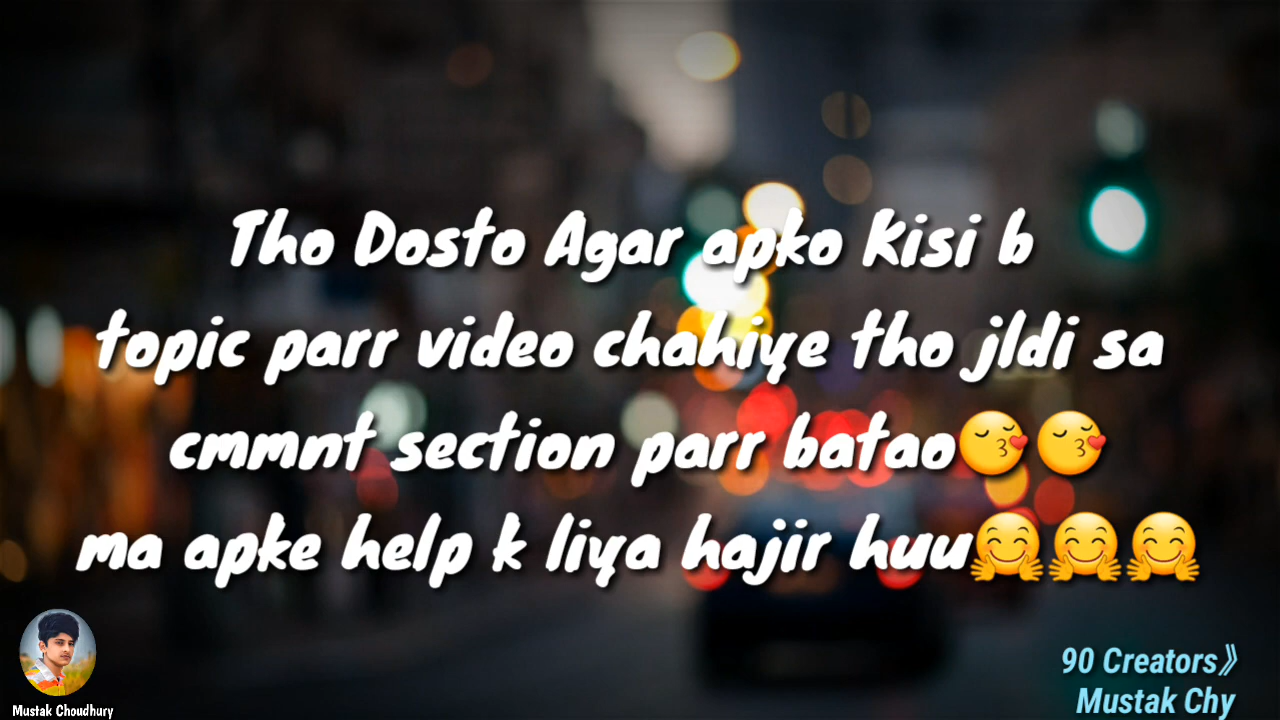 Tho Dosto Agar apko Kisi b
topic parr video chahiye tho jldi sa
cmmnt section parr batao😚😚
ma apke help k liya hajir huu🤗🤗🤗
90 Creators》
Mustak Chy
Mustak Choudhury